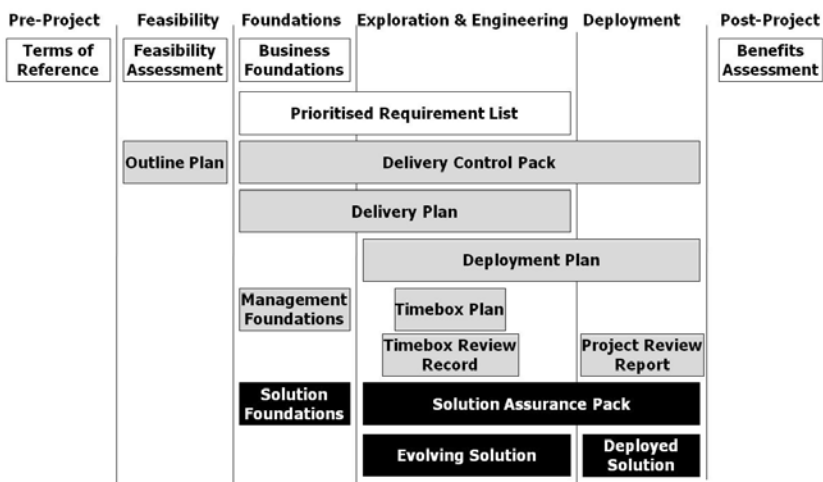 Pre-Project Feasibility Foundations Exploration & Engineering Deployment Post-Project
Terms of
Reference
Feasibility
Assessment
Business
Foundations
Benefits
Assessment
Prioritised Requirement List
Outline Plan
Delivery Control Pack
Delivery Plan
Deployment Plan
Management
Foundations
Timebox Plan
Timebox Review
Record
Project Review
Report
Solution
Foundations
Solution Assurance Pack
Evolving Solution
Deployed
Solution